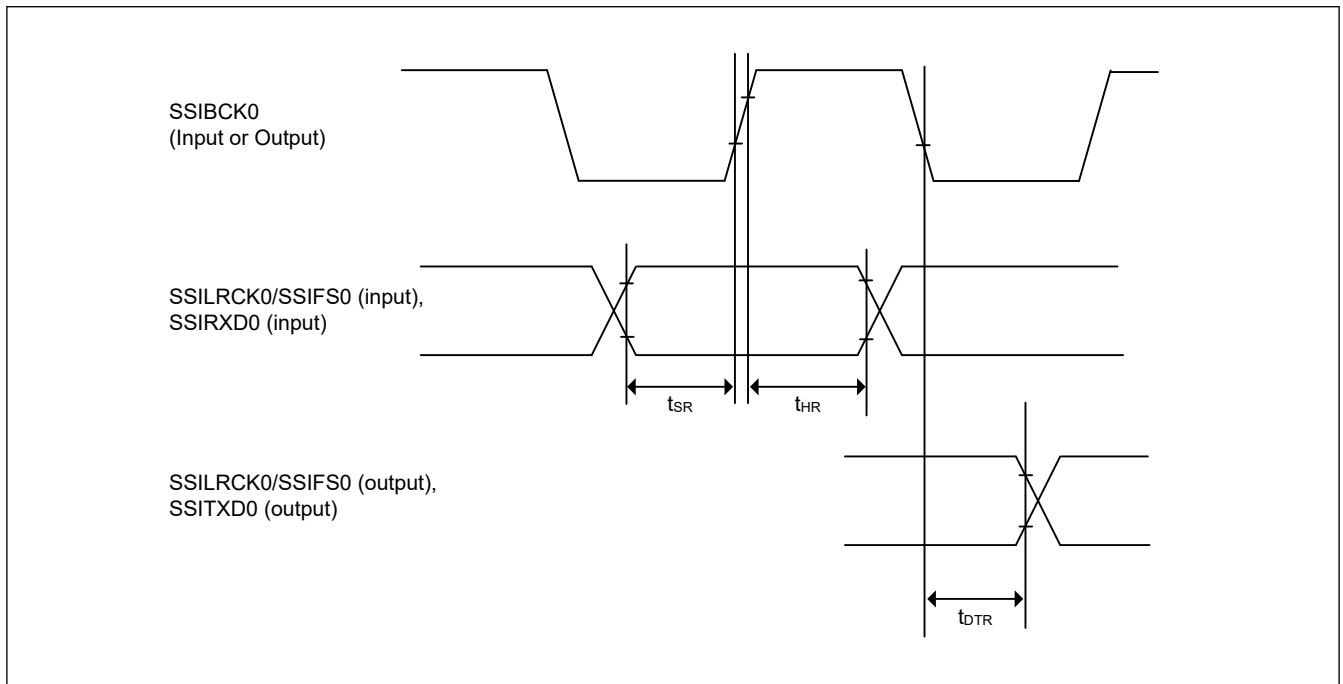 SSIBCK0
(Input or Output)
SSILRCK0/SSIFS0 (input),
SSIRXD0 (input)
tSR
tHR
SSILRCK0/SSIFS0 (output),
SSITXD0 (output)
tDTR